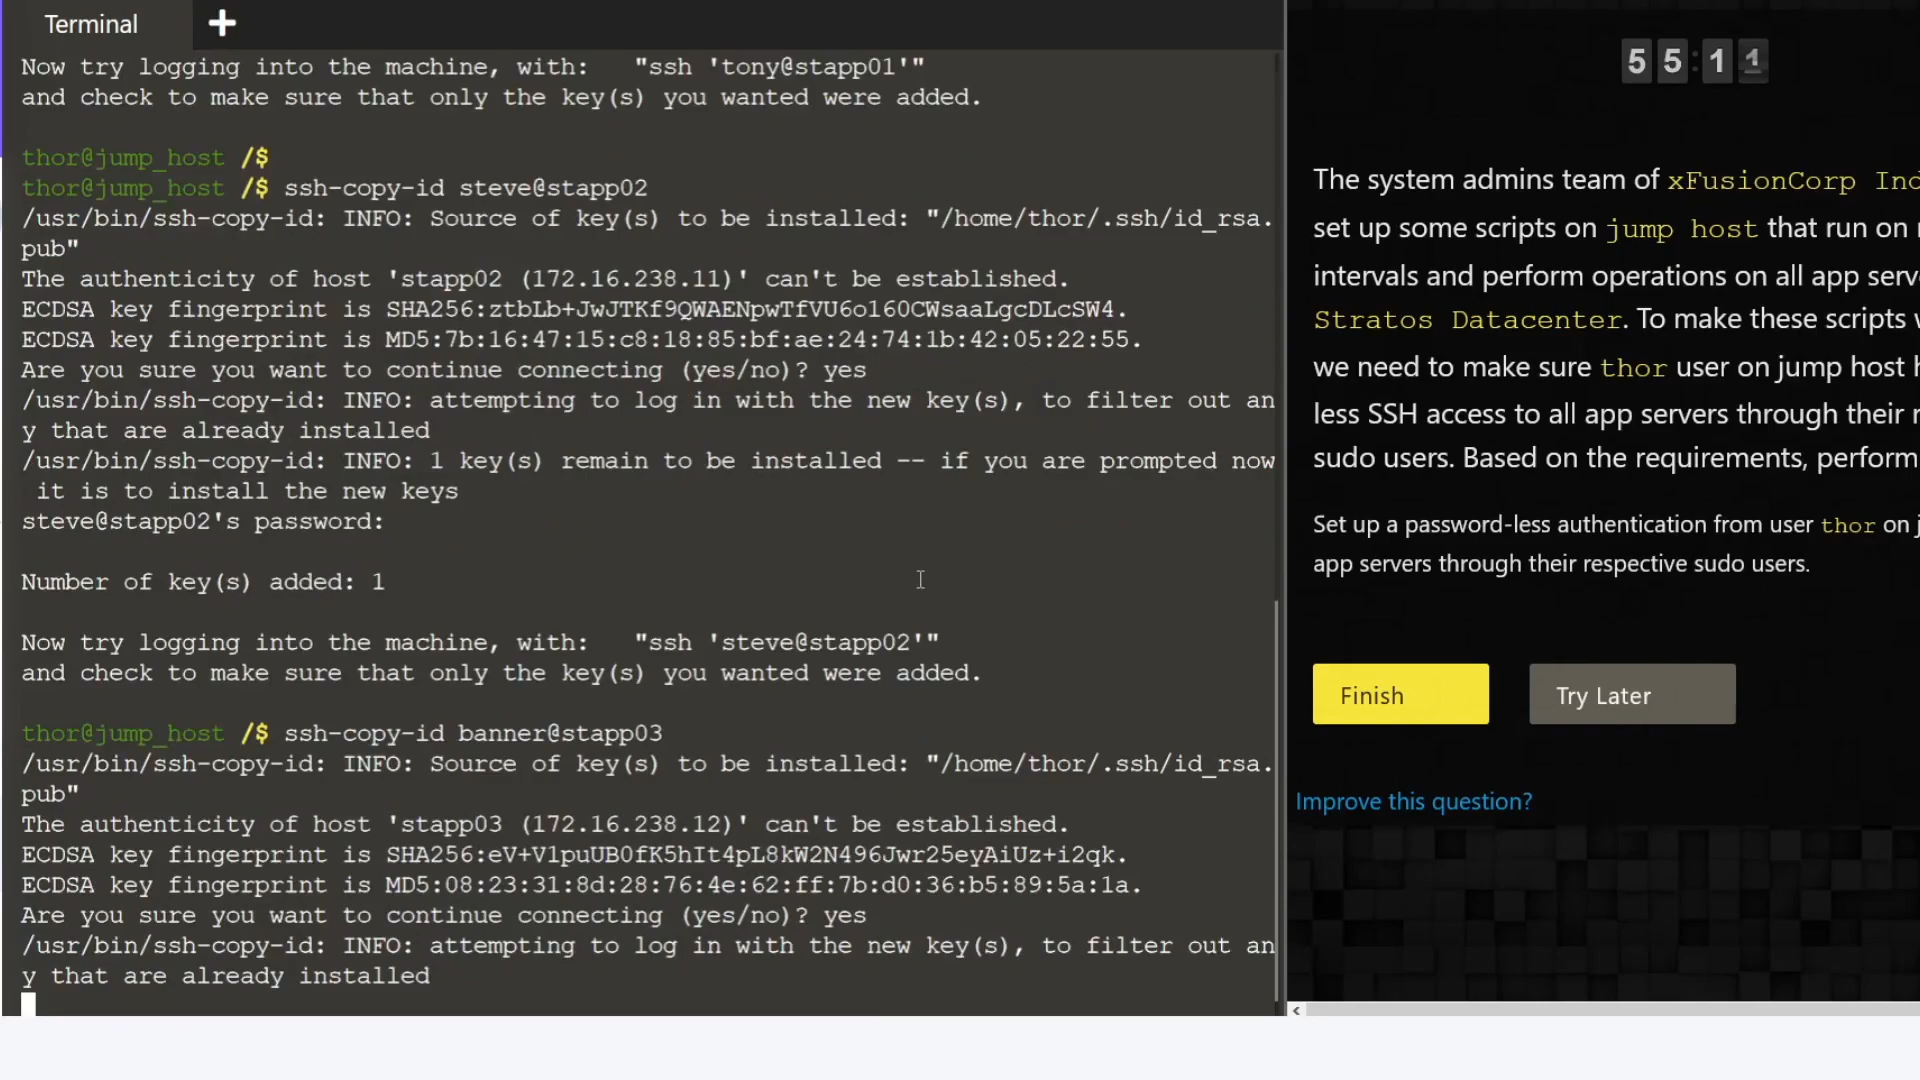 Terminal +
Now try logging into the machine, with:   "ssh 'tony@stapp01'"
and check to make sure that only the key(s) you wanted were added.
thor@jump_host /$
thor@jump_host /$ ssh-copy-id steve@stapp02
/usr/bin/ssh-copy-id: INFO: Source of key(s) to be installed: "/home/thor/.ssh/id_rsa.
pub"
The authenticity of host 'stapp02 (172.16.238.11)' can't be established.
ECDSA key fingerprint is SHA256:ztbLb+JwJTKf9QWAENpwTfVU6o160CWsaaLgcDLcSW4.
ECDSA key fingerprint is MD5:7b:16:47:15:c8:18:85:bf:ae:24:74:1b:42:05:22:55.
Are you sure you want to continue connecting (yes/no)? yes
/usr/bin/ssh-copy-id: INFO: attempting to log in with the new key(s), to filter out an
y that are already installed
/usr/bin/ssh-copy-id: INFO: 1 key(s) remain to be installed -- if you are prompted now
 it is to install the new keys
steve@stapp02's password:
Number of key(s) added: 1
Now try logging into the machine, with:   "ssh 'steve@stapp02'"
and check to make sure that only the key(s) you wanted were added.
thor@jump_host /$ ssh-copy-id banner@stapp03
/usr/bin/ssh-copy-id: INFO: Source of key(s) to be installed: "/home/thor/.ssh/id_rsa.
pub"
The authenticity of host 'stapp03 (172.16.238.12)' can't be established.
ECDSA key fingerprint is SHA256:eV+V1puUB0fK5hIt4pL8kW2N496Jwr25eyAiUz+i2qk.
ECDSA key fingerprint is MD5:08:23:31:8d:28:76:4e:62:ff:7b:d0:36:b5:89:5a:1a.
Are you sure you want to continue connecting (yes/no)? yes
/usr/bin/ssh-copy-id: INFO: attempting to log in with the new key(s), to filter out an
y that are already installed
55:11
The system admins team of xFusionCorp Ind
set up some scripts on jump host that run on
intervals and perform operations on all app serve
Stratos Datacenter. To make these scripts
we need to make sure thor user on jump host
less SSH access to all app servers through their
sudo users. Based on the requirements, perform
Set up a password-less authentication from user thor on j
app servers through their respective sudo users.
Finish
Try Later
Improve this question?